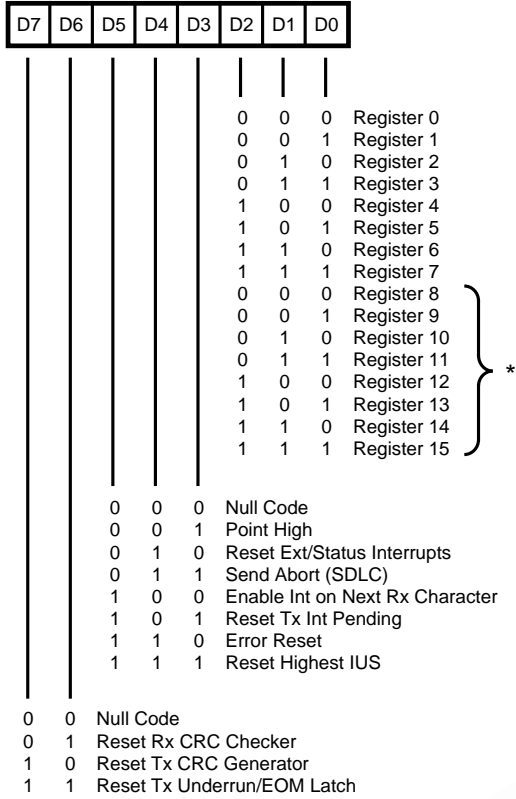 D7 D6 D5 D4 D3 D2 D1 D0
0 0 0 Register 0
0 0 1 Register 1
0 1 0 Register 2
0 1 1 Register 3
1 0 0 Register 4
1 0 1 Register 5
1 1 0 Register 6
1 1 1 Register 7
0 0 0 Register 8
0 0 1 Register 9
0 1 0 Register 10
0 1 1 Register 11
1 0 0 Register 12
1 0 1 Register 13
1 1 0 Register 14
1 1 1 Register 15
*
0 0 0 Null Code
0 0 1 Point High
0 1 0 Reset Ext/Status Interrupts
0 1 1 Send Abort (SDLC)
1 0 0 Enable Int on Next Rx Character
1 0 1 Reset Tx Int Pending
1 1 0 Error Reset
1 1 1 Reset Highest IUS
0 0 Null Code
0 1 Reset Rx CRC Checker
1 0 Reset Tx CRC Generator
1 1 Reset Tx Underrun/EOM Latch